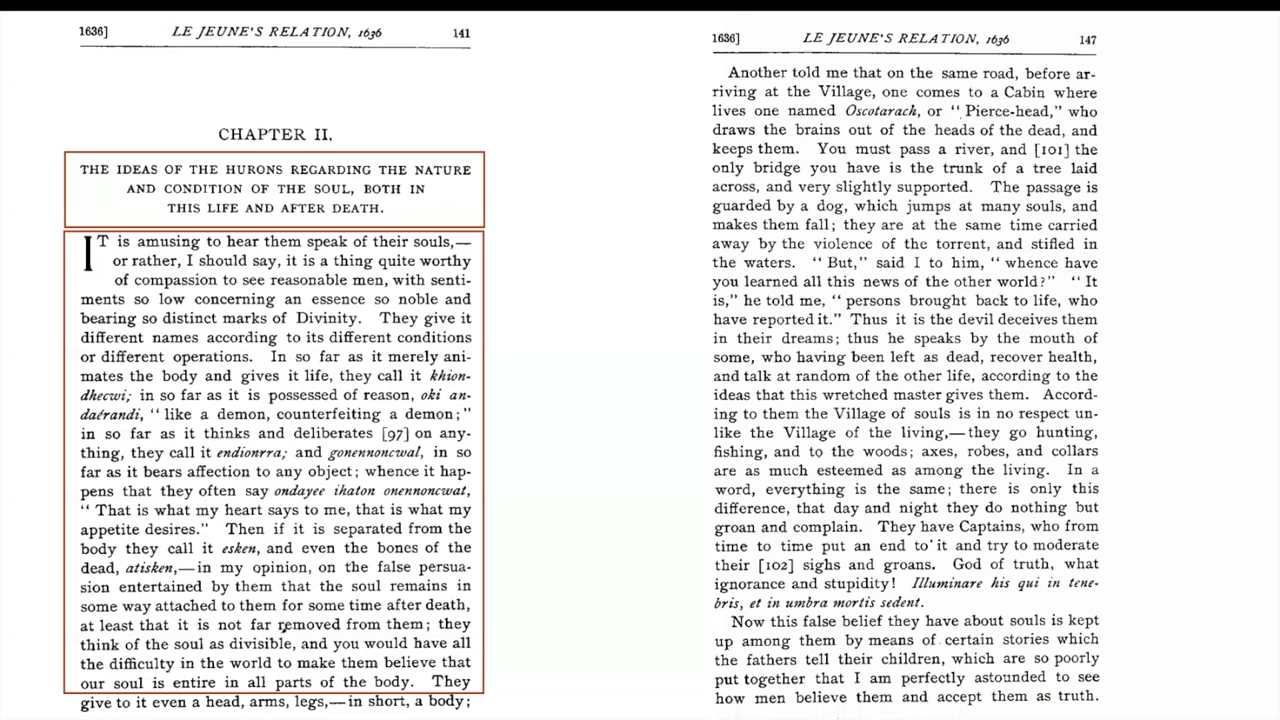 1636] LE JEUNE'S RELATION, 1636 141
CHAPTER II.
THE IDEAS OF THE HURONS REGARDING THE NATURE
AND CONDITION OF THE SOUL, BOTH IN
THIS LIFE AND AFTER DEATH.
IT is amusing to hear them speak of their souls,—
or rather, I should say, it is a thing quite worthy
of compassion to see reasonable men, with senti-
ments so low concerning an essence so noble and
bearing so distinct marks of Divinity. They give it
different names according to its different conditions
or different operations. In so far as it merely ani-
mates the body and gives it life, they call it khion-
dhecwi; in so far as it is possessed of reason, oki an-
daérandi, “ like a demon, counterfeiting a demon;”
in so far as it thinks and deliberates [97] on any-
thing, they call it endionrra; and gonennoncwal, in so
far as it bears affection to any object; whence it hap-
pens that they often say ondayee ihaton onennoncwat,
“ That is what my heart says to me, that is what my
appetite desires.” Then if it is separated from the
body they call it esken, and even the bones of the
dead, atisken,—in my opinion, on the false persua-
sion entertained by them that the soul remains in
some way attached to them for some time after death,
at least that it is not far removed from them; they
think of the soul as divisible, and you would have all
the difficulty in the world to make them believe that
our soul is entire in all parts of the body. They
give to it even a head, arms, legs,—in short, a body;
1636] LE JEUNE'S RELATION, 1636 147
Another told me that on the same road, before ar-
riving at the Village, one comes to a Cabin where
lives one named Oscotarach, or “ Pierce-head,” who
draws the brains out of the heads of the dead, and
keeps them. You must pass a river, and [101] the
only bridge you have is the trunk of a tree laid
across, and very slightly supported. The passage is
guarded by a dog, which jumps at many souls, and
makes them fall; they are at the same time carried
away by the violence of the torrent, and stifled in
the waters. “ But,” said I to him, “ whence have
you learned all this news of the other world?” “ It
is,” he told me, “ persons brought back to life, who
have reported it.” Thus it is the devil deceives them
in their dreams; thus he speaks by the mouth of
some, who having been left as dead, recover health,
and talk at random of the other life, according to the
ideas that this wretched master gives them. Accord-
ing to them the Village of souls is in no respect un-
like the Village of the living,—they go hunting,
fishing, and to the woods; axes, robes, and collars
are as much esteemed as among the living. In a
word, everything is the same; there is only this
difference, that day and night they do nothing but
groan and complain. They have Captains, who from
time to time put an end to it and try to moderate
their [102] sighs and groans. God of truth, what
ignorance and stupidity! Illuminare his qui in tene-
bris, et in umbra mortis sedent.
Now this false belief they have about souls is kept
up among them by means of certain stories which
the fathers tell their children, which are so poorly
put together that I am perfectly astounded to see
how men believe them and accept them as truth.